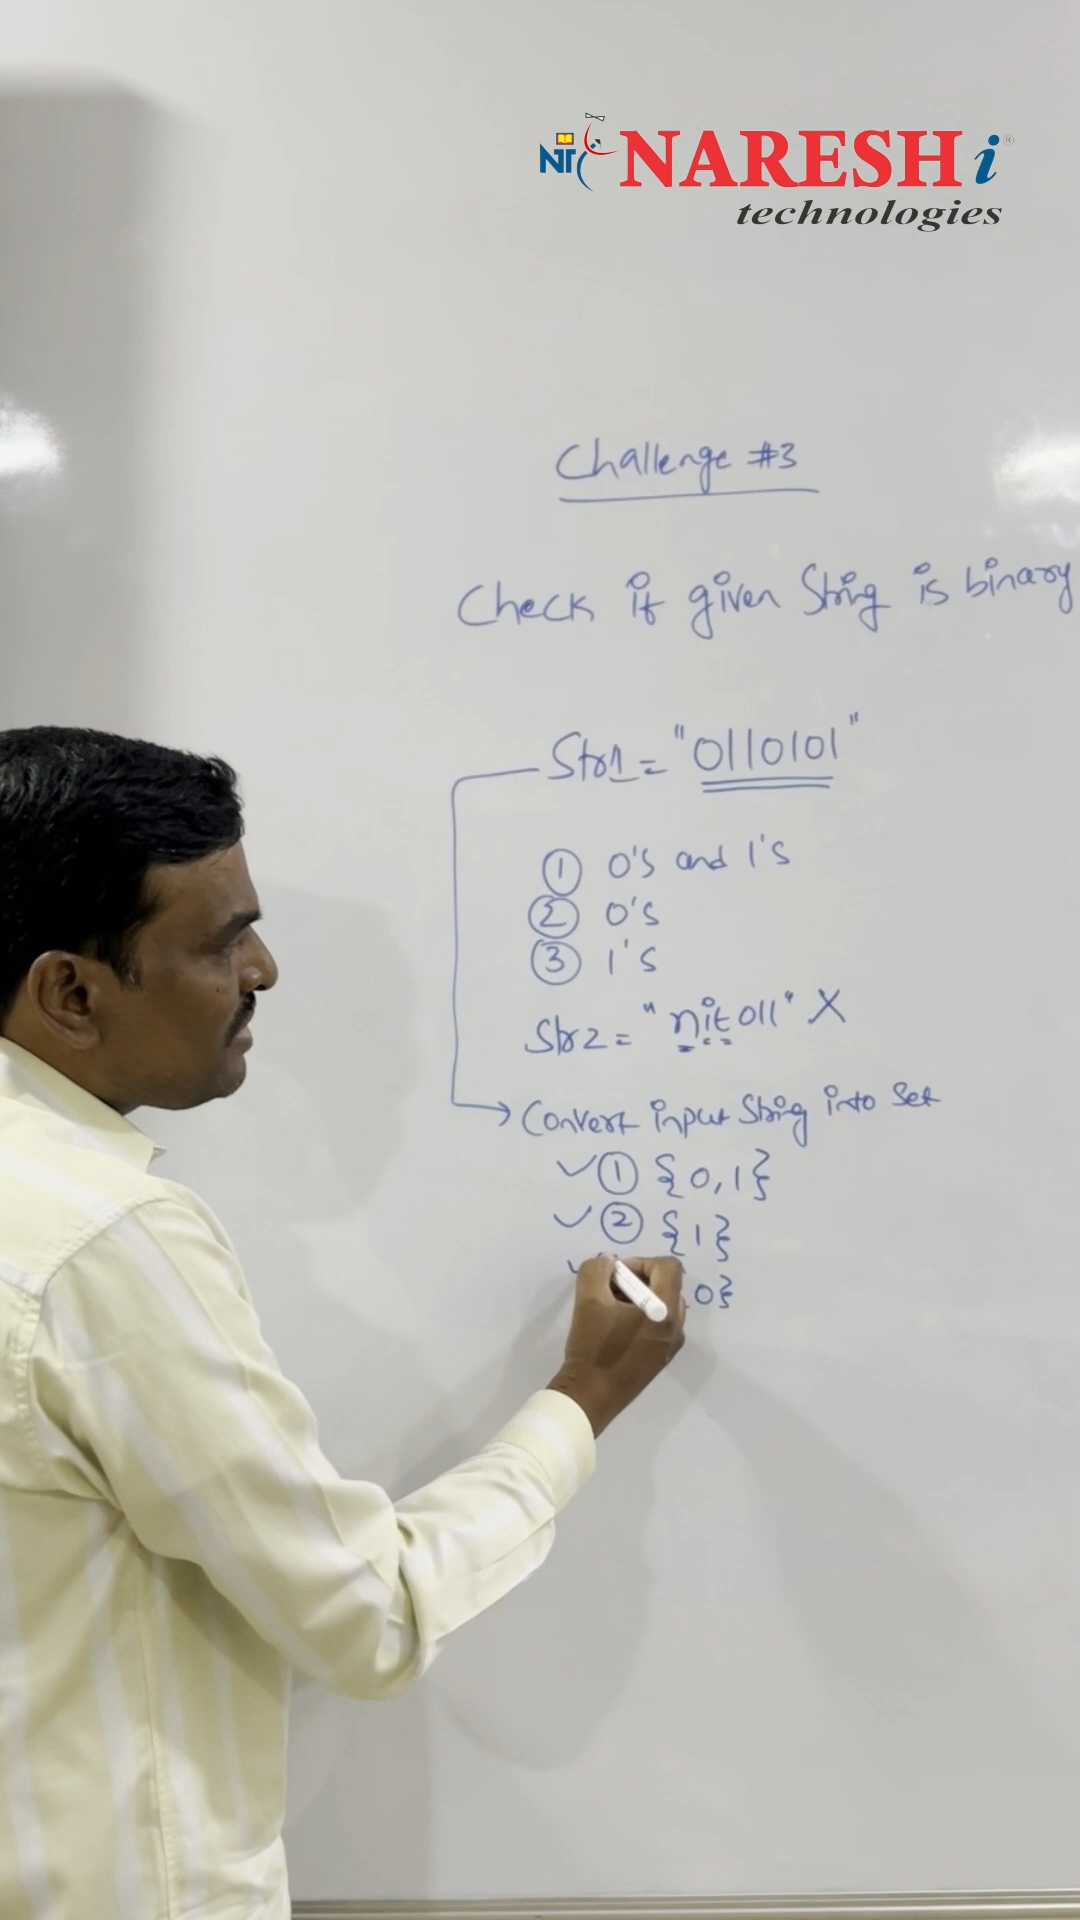 NT NARESH i ®
technologies
Challenge #3
Check if given String is binary
Str1 = "0110101"
① 0's and 1's
② 0's
③ 1's
Str2 = "nit011" X
→ Convert input String into Set
✓ ① {0,1}
✓ ② {1}
0}